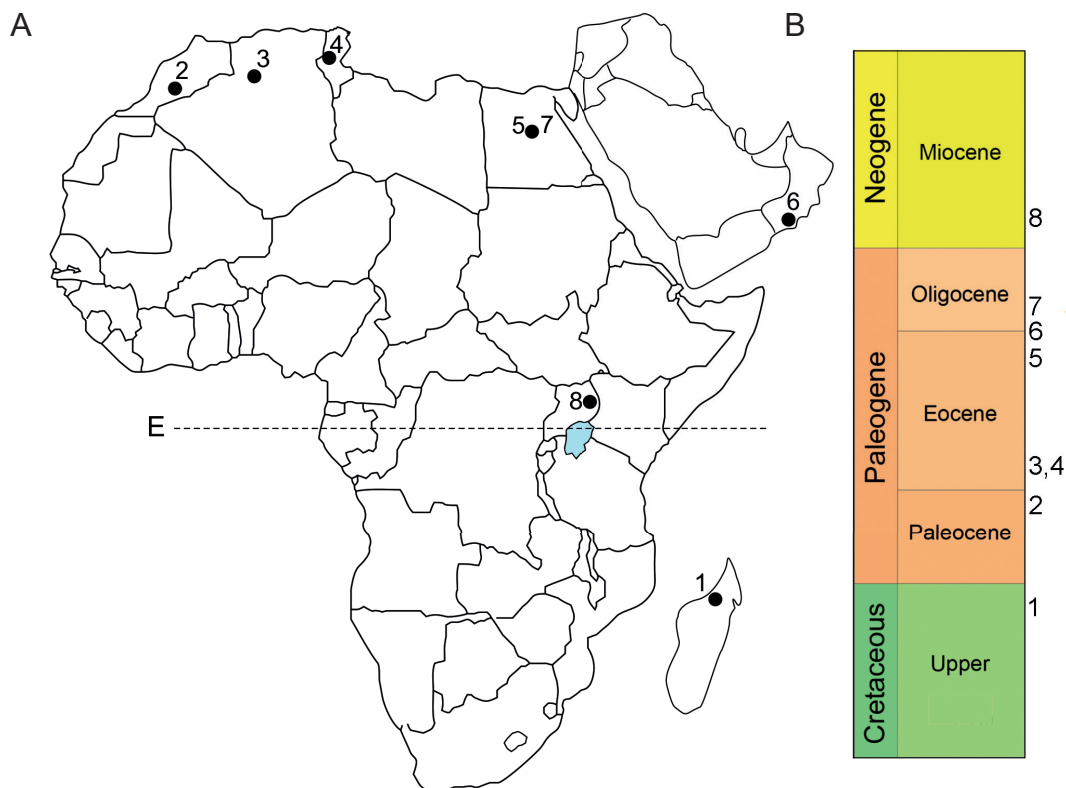 A
B
2
3
4
5
7
6
8
E
1
Neogene
Miocene
8
Paleogene
Oligocene
7
6
5
Eocene
3,4
2
Paleocene
Cretaceous
Upper
1